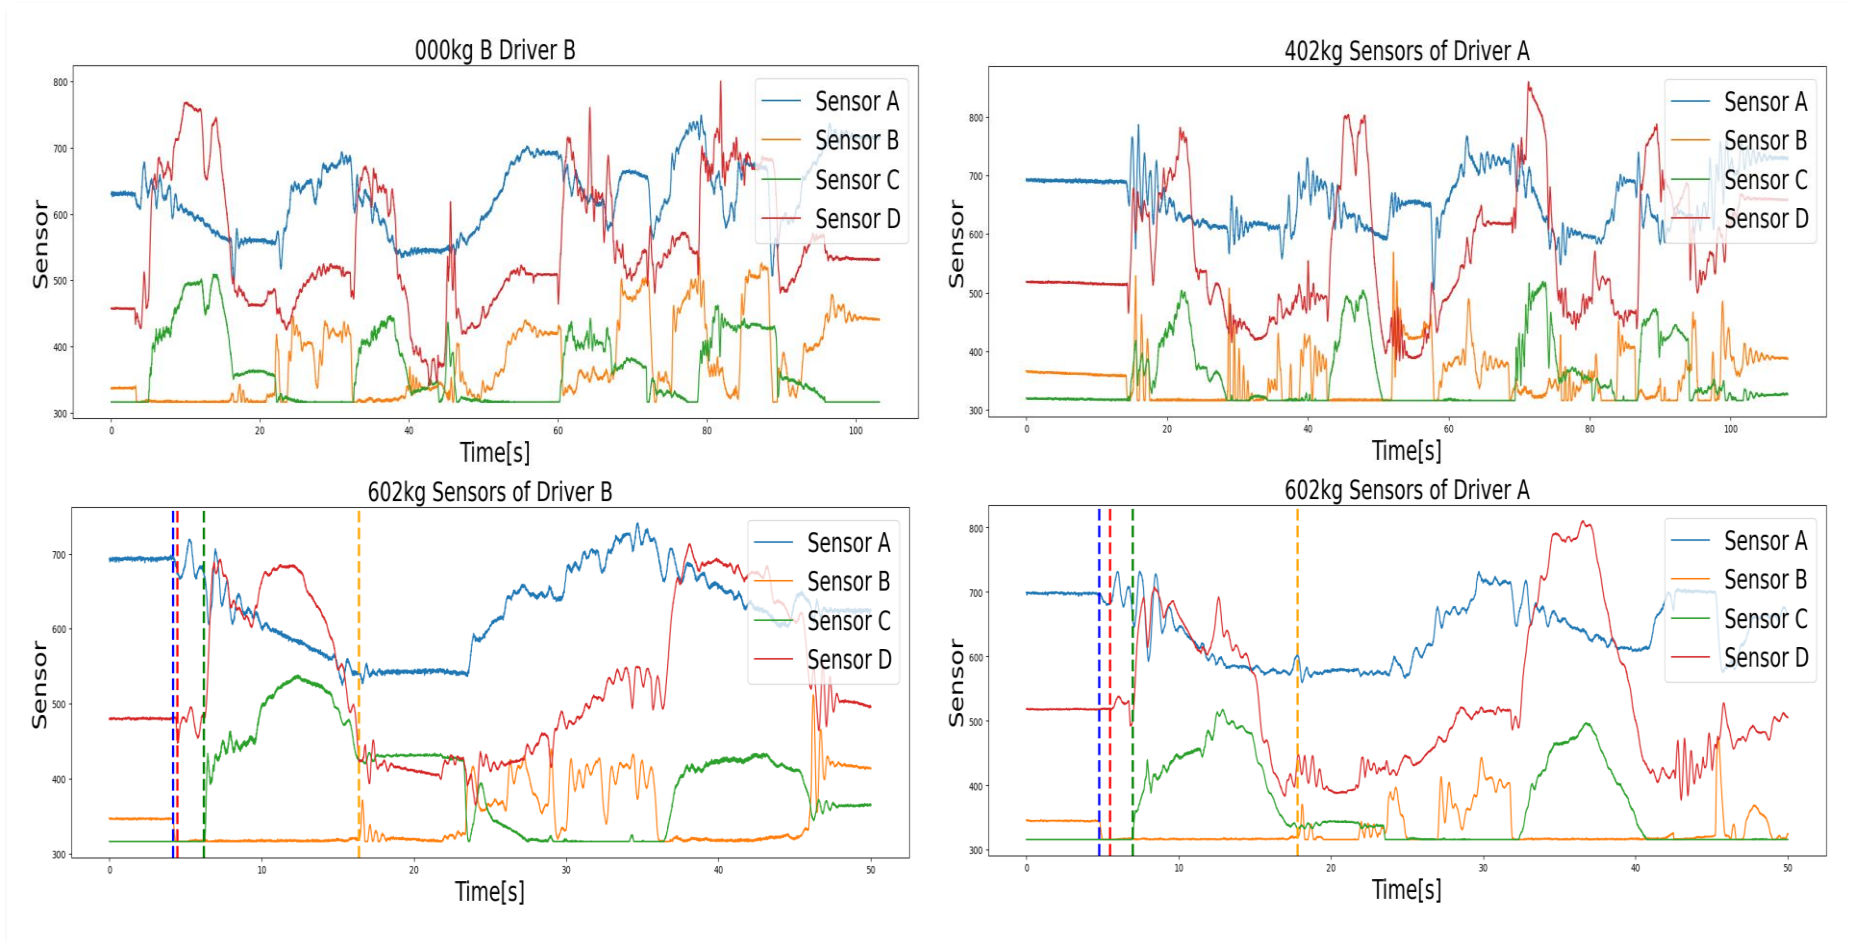 000kg B Driver B
800
700
600
500
400
300
0
20
40
60
80
100
Sensor
Time[s]
Sensor A
Sensor B
Sensor C
Sensor D
402kg Sensors of Driver A
800
700
600
500
400
300
0
20
40
60
80
100
Sensor
Time[s]
Sensor A
Sensor B
Sensor C
Sensor D
602kg Sensors of Driver B
700
600
500
400
300
0
10
20
30
40
50
Sensor
Time[s]
Sensor A
Sensor B
Sensor C
Sensor D
602kg Sensors of Driver A
800
700
600
500
400
300
0
10
20
30
40
50
Sensor
Time[s]
Sensor A
Sensor B
Sensor C
Sensor D